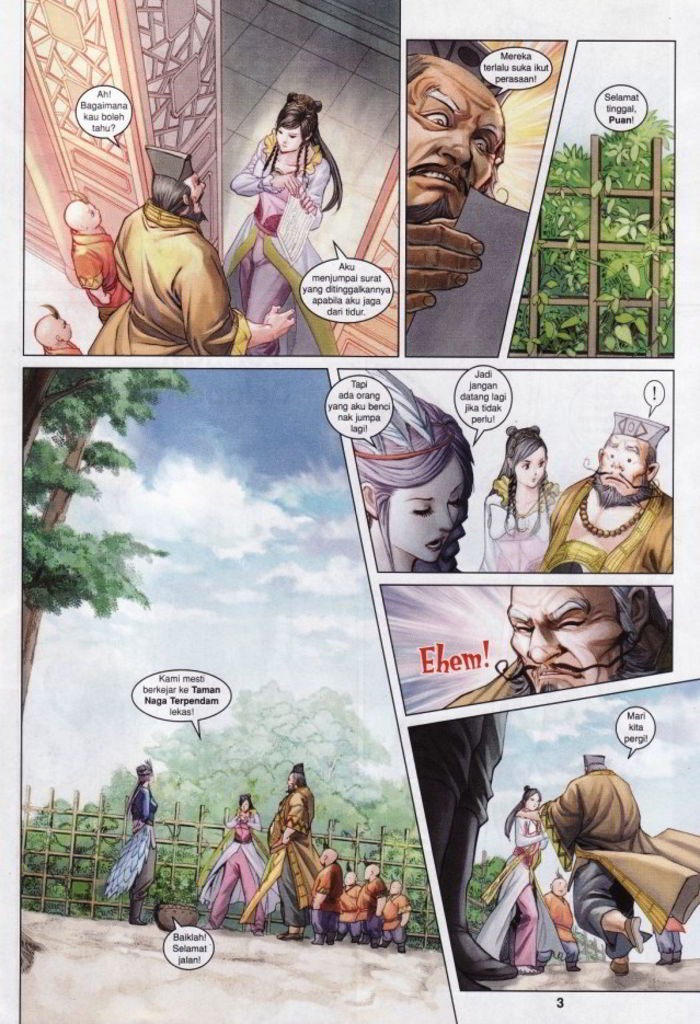 Ah!
Bagaimana
kau boleh
tahu?
Aku
menjumpai surat
yang ditinggalkannya
apabila aku jaga
dari tidur.
Mereka
terlalu suka ikut
perasaan!
Selamat
tinggal,
Puan!
Tapi
ada orang
yang aku benci
nak jumpa
lagi!
Jadi
jangan
datang lagi
jika tidak
perlu!
!
Kami mesti
berkejar ke Taman
Naga Terpendam
lekas!
Baiklah!
Selamat
jalan!
Ehem!
Mari
kita
pergi!
3